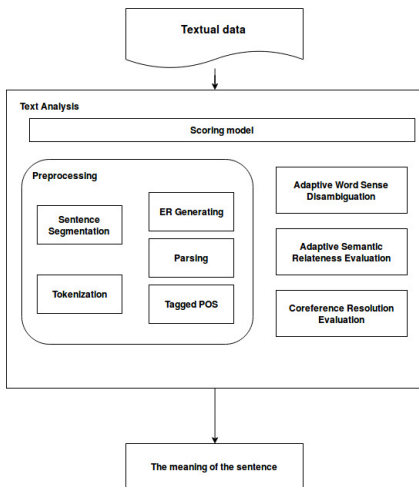 Textual data
Text Analysis
Scoring model
Preprocessing
Sentence
Segmentation
Tokenization
ER Generating
Parsing
Tagged POS
Adaptive Word Sense
Disambiguation
Adaptive Semantic
Relateness Evaluation
Coreference Resolution
Evaluation
The meaning of the sentence